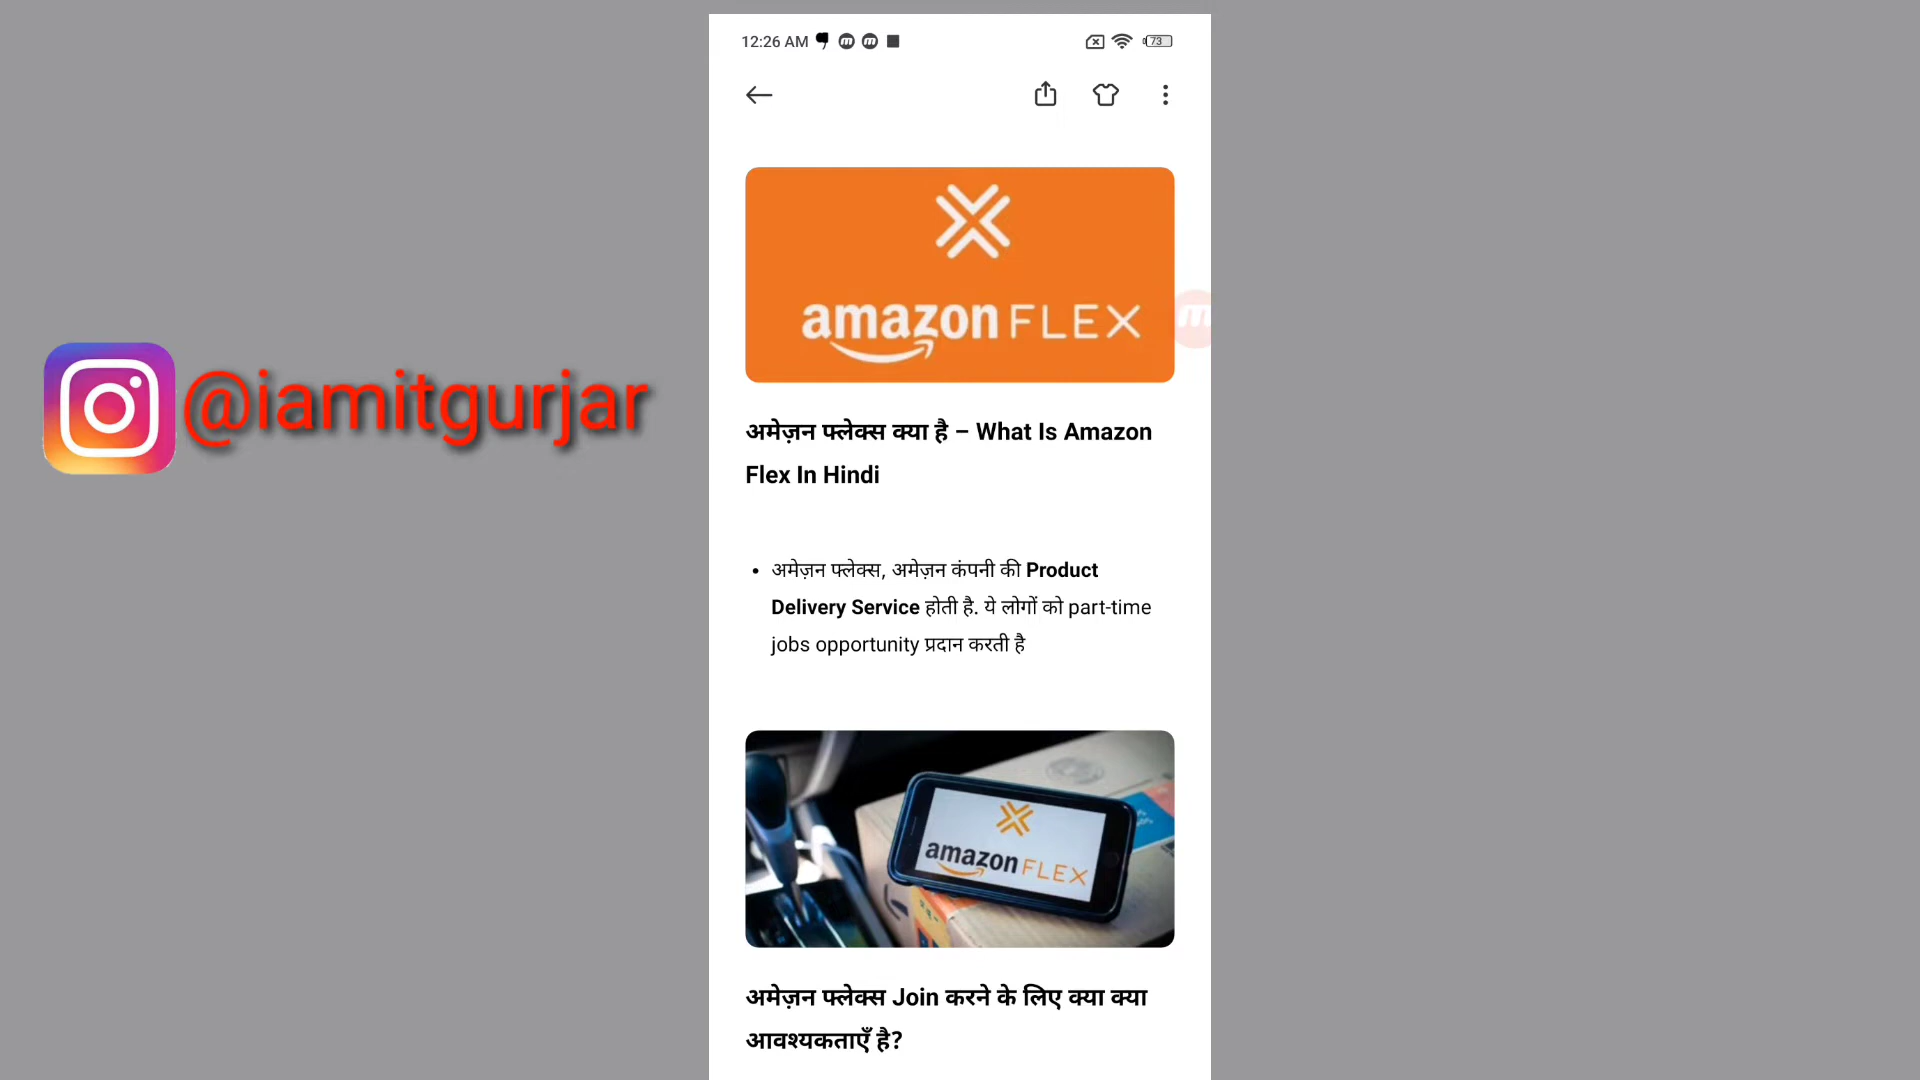 12:26 AM
73
amazon FLEX
@iamitgurjar
अमेज़न फ्लेक्स क्या है – What Is Amazon
Flex In Hindi
• अमेज़न फ्लेक्स, अमेज़न कंपनी की Product
Delivery Service होती है. ये लोगों को part-time
jobs opportunity प्रदान करती है
amazon FLEX
अमेज़न फ्लेक्स Join करने के लिए क्या क्या
आवश्यकताएँ है?